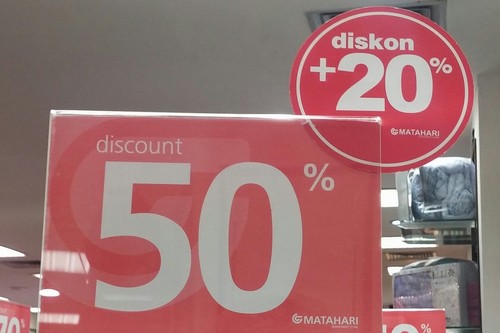 diskon
+20%
MATAHARI
discount
50%
MATAHARI